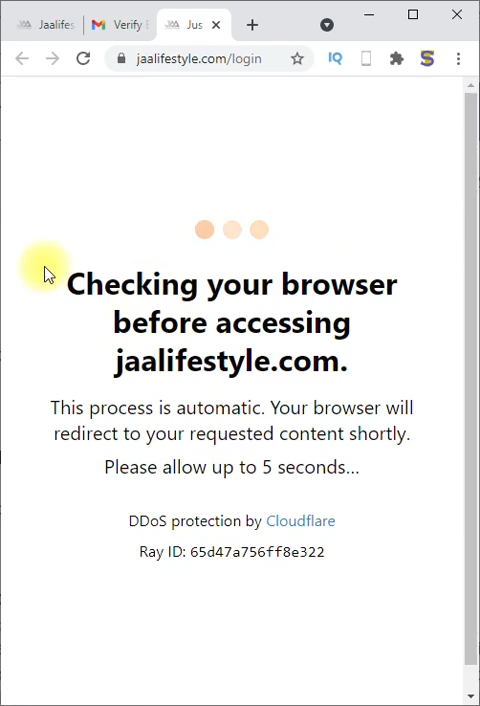 Jaalifes
Verify E
Jus
jaalifestyle.com/login
IQ
S
Checking your browser
before accessing
jaalifestyle.com.
This process is automatic. Your browser will
redirect to your requested content shortly.
Please allow up to 5 seconds...
DDoS protection by Cloudflare
Ray ID: 65d47a756ff8e322